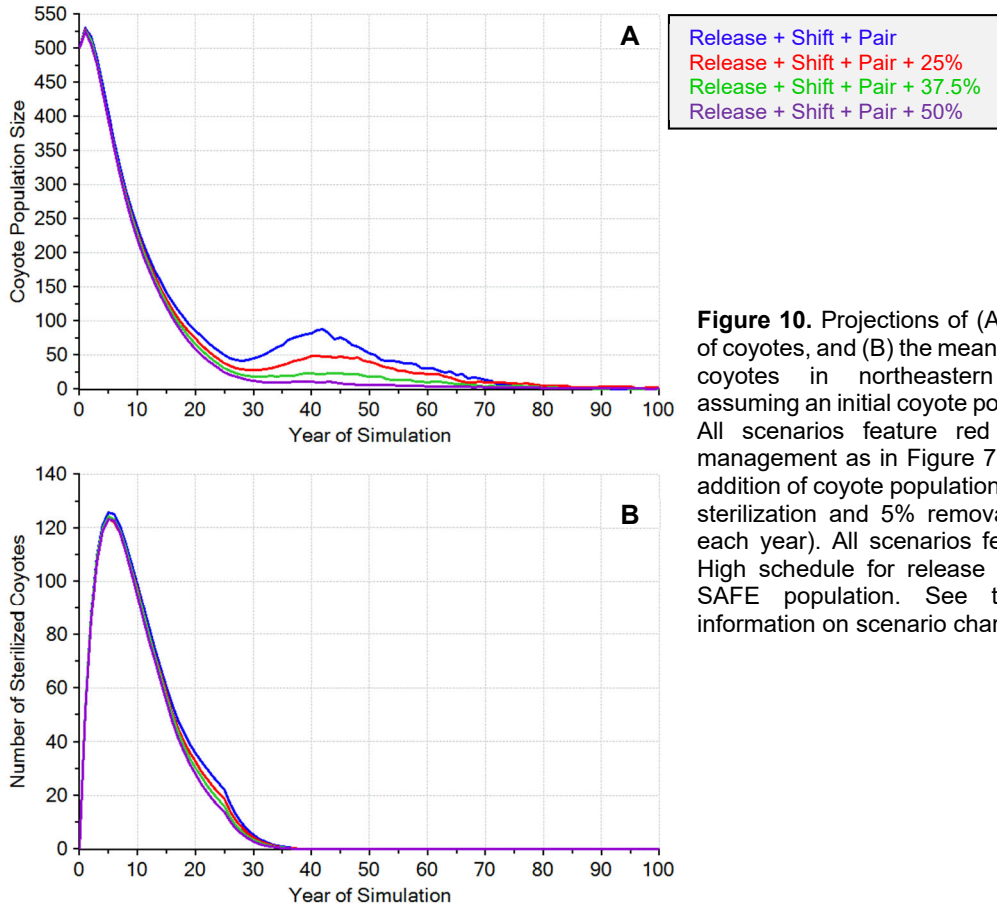 550
500
450
400
350
300
250
200
150
100
50
0
Coyote Population Size
A
0 10 20 30 40 50 60 70 80 90 100
Year of Simulation
Release + Shift + Pair
Release + Shift + Pair + 25%
Release + Shift + Pair + 37.5%
Release + Shift + Pair + 50%
140
120
100
80
60
40
20
0
Number of Sterilized Coyotes
B
0 10 20 30 40 50 60 70 80 90 100
Year of Simulation
Figure 10. Projections of (A
of coyotes, and (B) the mean
coyotes in northeastern
assuming an initial coyote po
All scenarios feature red
management as in Figure 7
addition of coyote population
sterilization and 5% remova
each year). All scenarios fe
High schedule for release
SAFE population. See t
information on scenario char